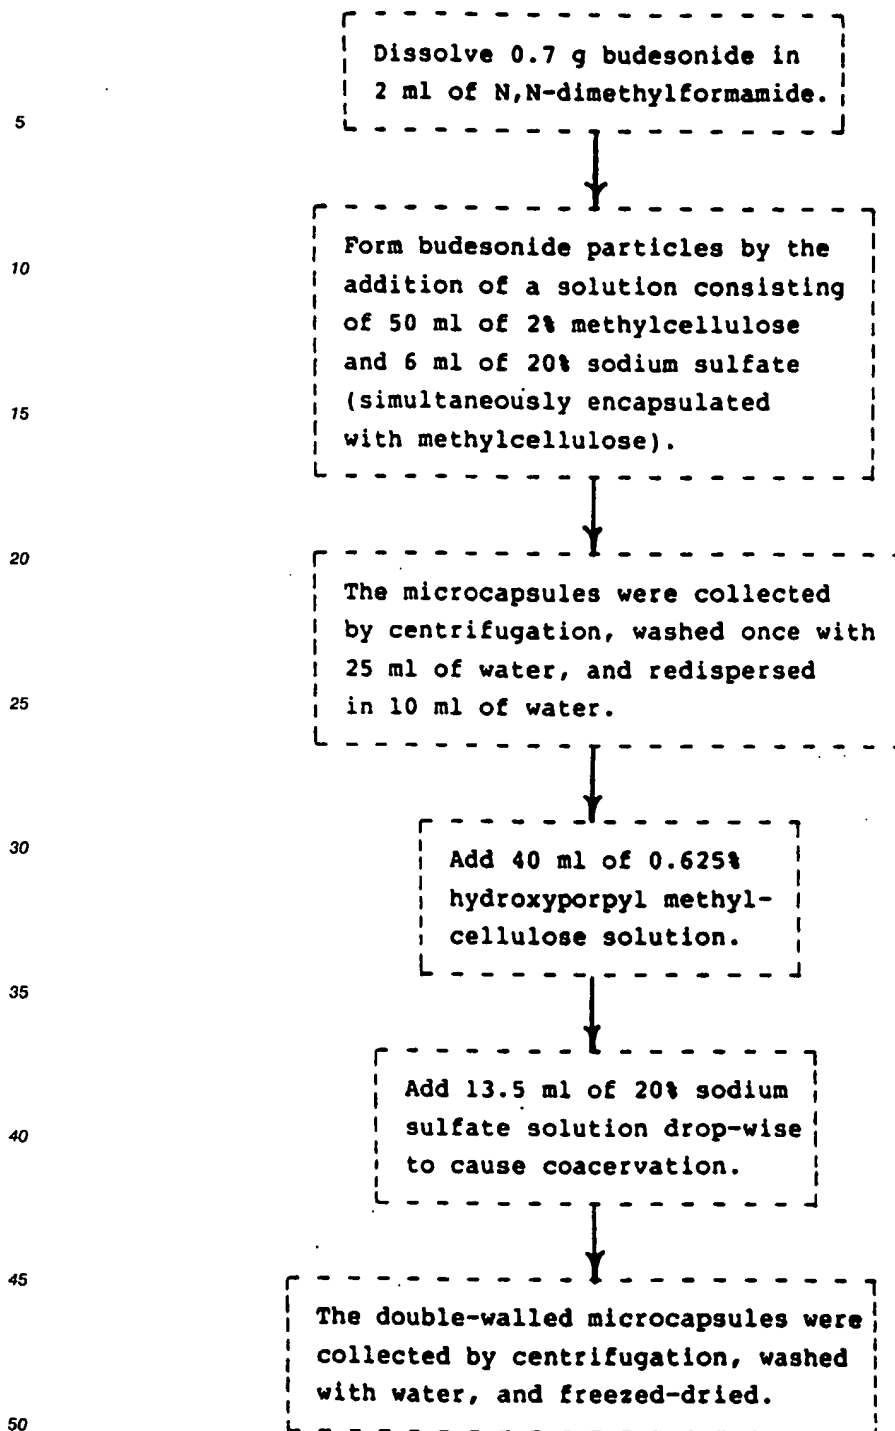 Dissolve 0.7 g budesonide in
2 ml of N,N-dimethylformamide.
5
Form budesonide particles by the
10
addition of a solution consisting
of 50 ml of 2% methylcellulose
and 6 ml of 20% sodium sulfate
15
(simultaneously encapsulated
with methylcellulose).
20
The microcapsules were collected
by centrifugation, washed once with
25 ml of water, and redispersed
25
in 10 ml of water.
30
Add 40 ml of 0.625%
hydroxyporpyl methyl-
cellulose solution.
35
Add 13.5 ml of 20% sodium
sulfate solution drop-wise
40
to cause coacervation.
45
The double-walled microcapsules were
collected by centrifugation, washed
with water, and freezed-dried.
50